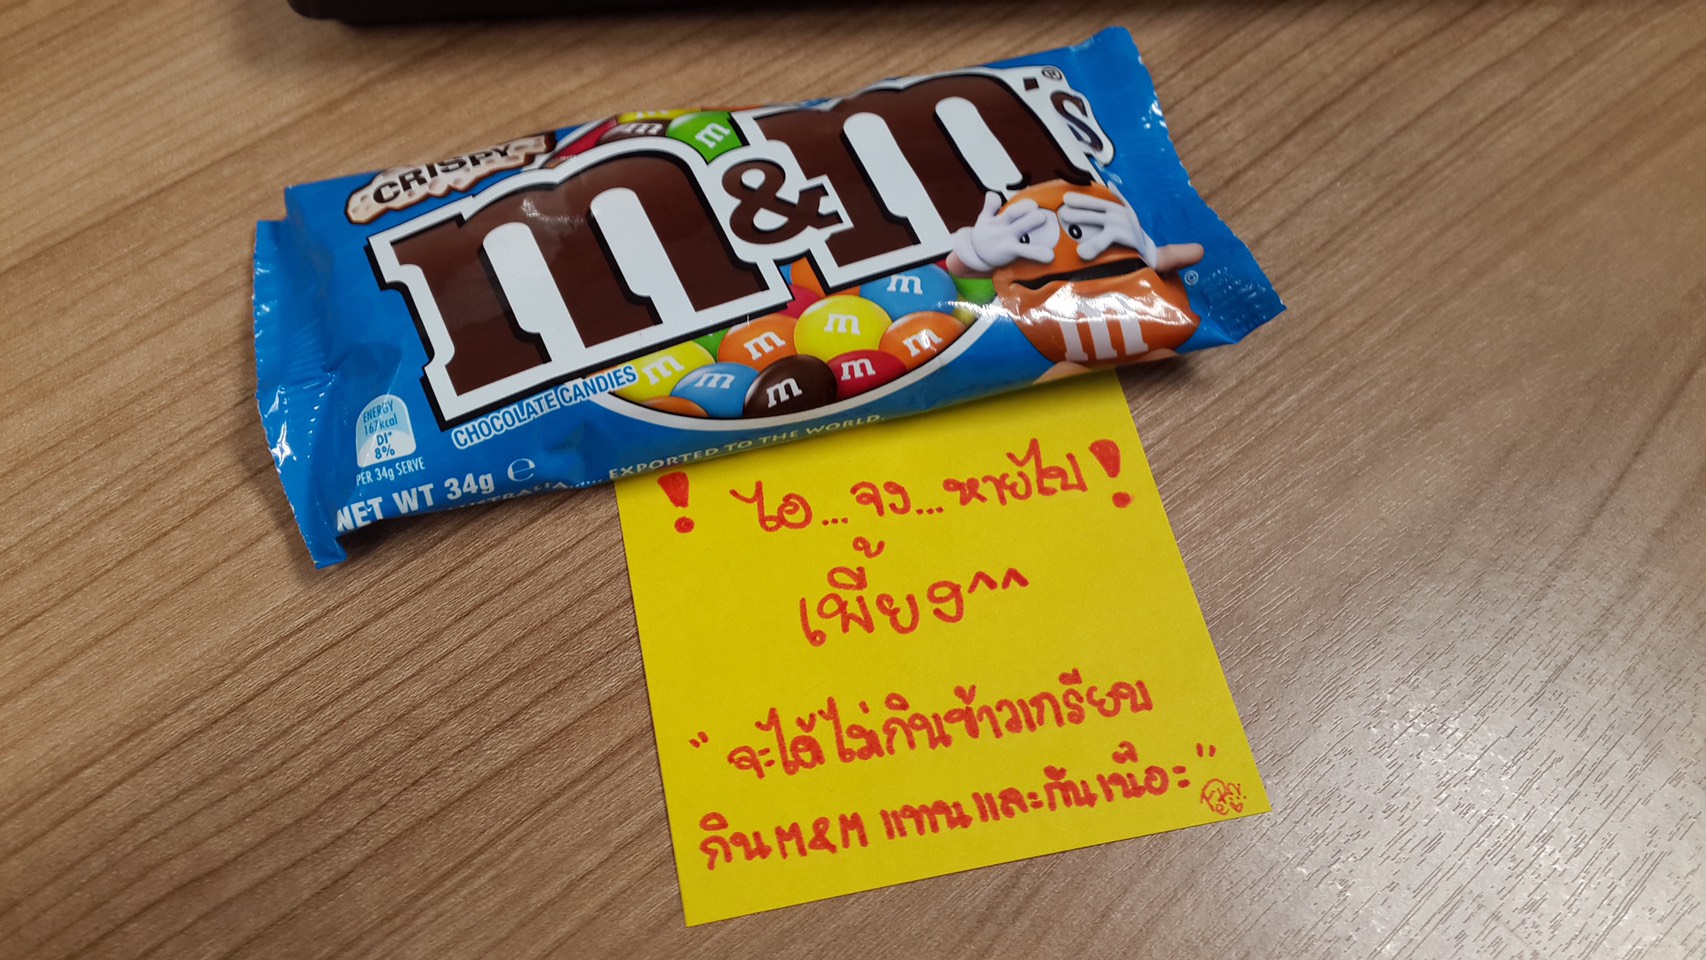 CRISPY
m&m's®
m
m
m
m
m
m
m
m
m
m
CHOCOLATE CANDIES
ENERGY
167kcal
DI*
8%
PER 34g SERVE
NET WT 34g e
EXPORTED TO THE WORLD.
! ไอ...จง...หายไป !
เพี้ยง^^
"จะได้ไม่กินข้าวเกรียบ
กินM&M แทนและกันเนอะ"